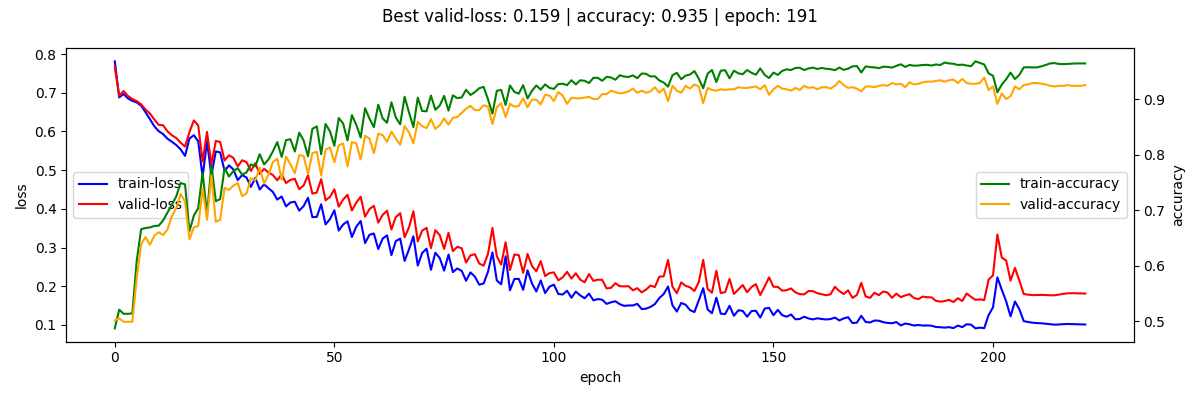 Best valid-loss: 0.159 | accuracy: 0.935 | epoch: 191
0.8
0.7
0.6
0.5
0.4
0.3
0.2
0.1
loss
train-loss
valid-loss
train-accuracy
valid-accuracy
0.9
0.8
0.7
0.6
0.5
accuracy
0
50
100
150
200
epoch